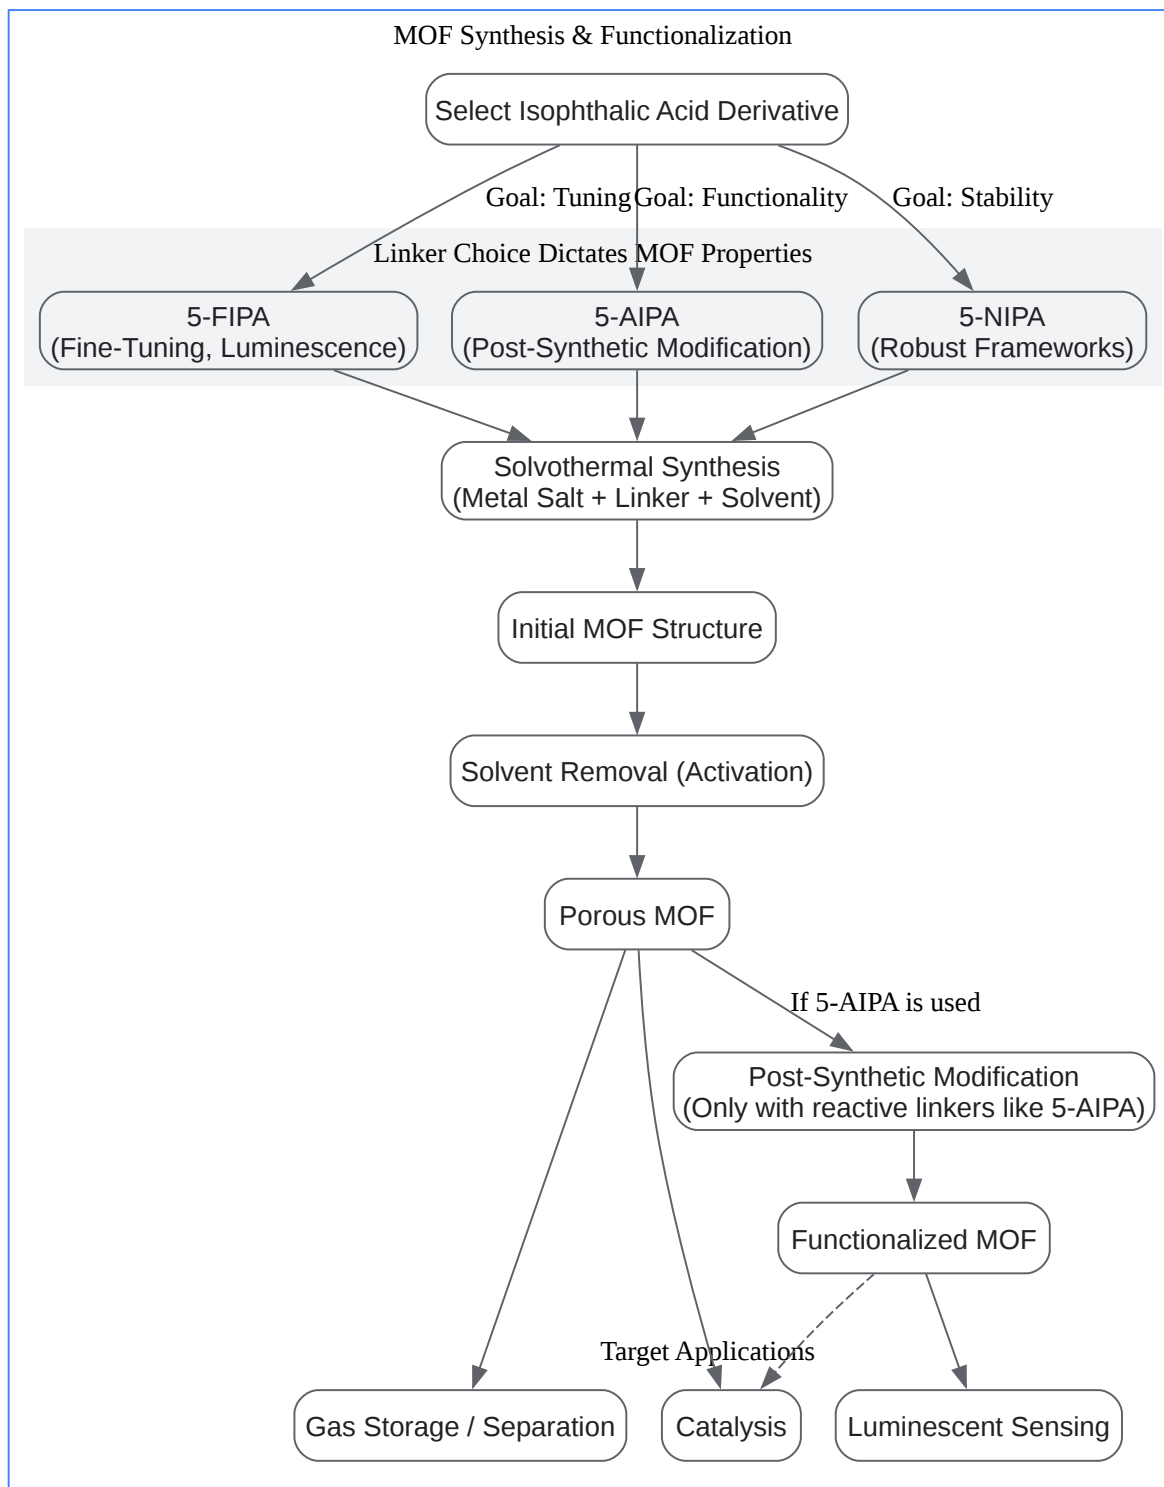 MOF Synthesis & Functionalization
Select Isophthalic Acid Derivative
Goal: Tuning
Goal: Functionality
Goal: Stability
Linker Choice Dictates MOF Properties
5-FIPA
(Fine-Tuning, Luminescence)
5-AIPA
(Post-Synthetic Modification)
5-NIPA
(Robust Frameworks)
Solvothermal Synthesis
(Metal Salt + Linker + Solvent)
Initial MOF Structure
Solvent Removal (Activation)
Porous MOF
If 5-AIPA is used
Post-Synthetic Modification
(Only with reactive linkers like 5-AIPA)
Functionalized MOF
Target Applications
Gas Storage / Separation
Catalysis
Luminescent Sensing